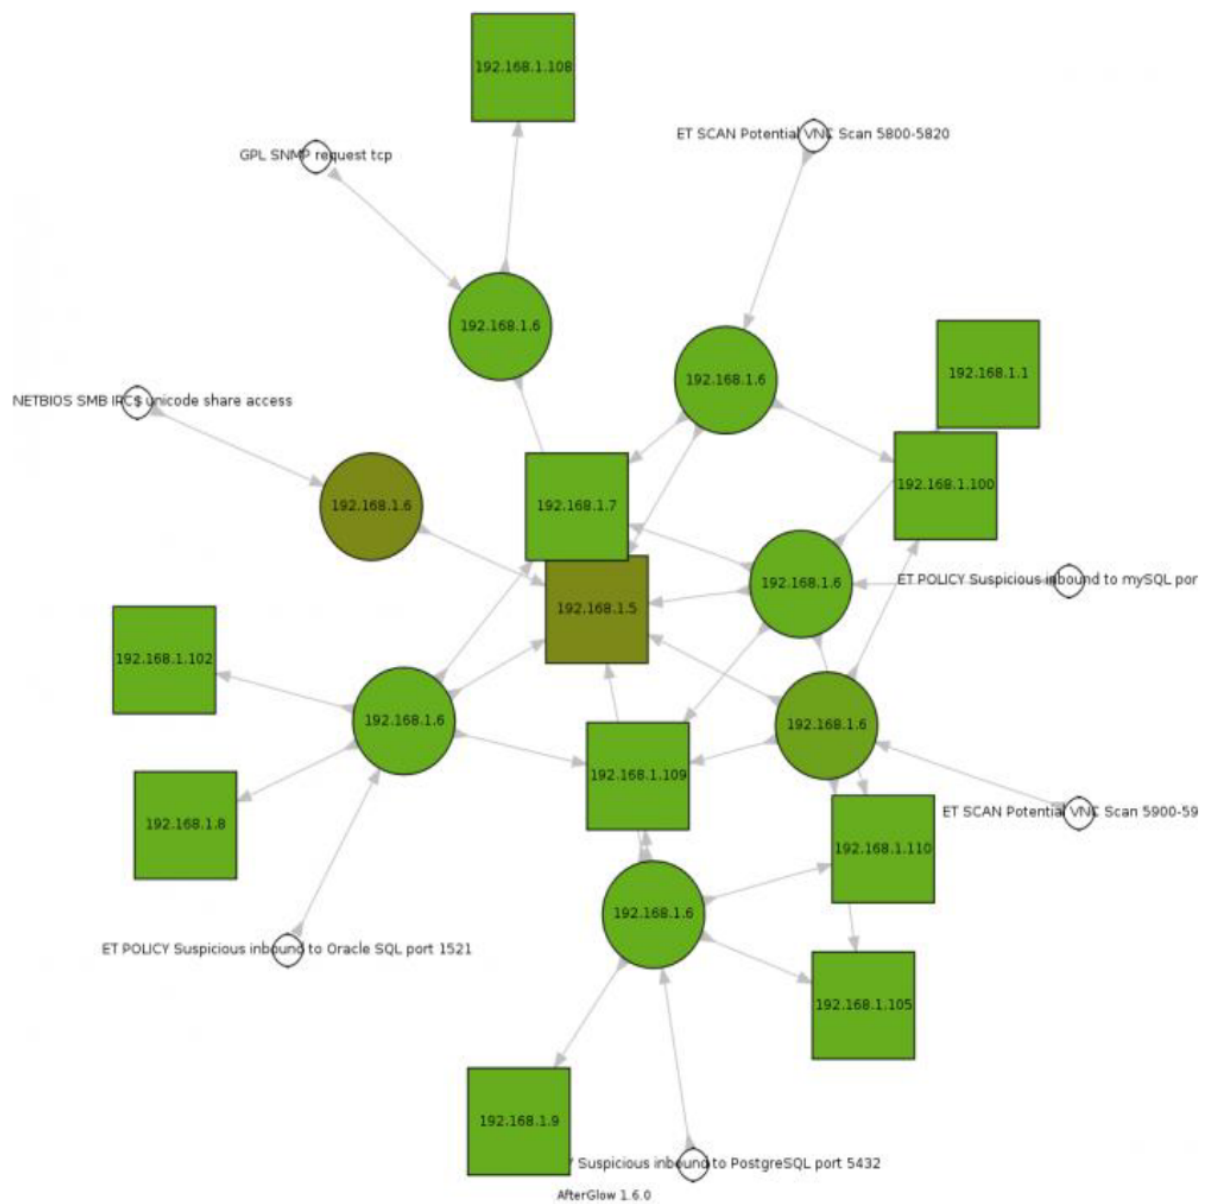 192.168.1.108
ET SCAN Potential VNC Scan 5800-5820
GPL SNMP request tcp
192.168.1.6
192.168.1.1
192.168.1.6
NETBIOS SMB IPC$ unicode share access
192.168.1.100
192.168.1.6
192.168.1.7
ET POLICY Suspicious inbound to mySQL por
192.168.1.6
192.168.1.5
192.168.1.102
192.168.1.6
192.168.1.6
192.168.1.109
ET SCAN Potential VNC Scan 5900-59
192.168.1.8
192.168.1.110
192.168.1.6
ET POLICY Suspicious inbound to Oracle SQL port 1521
192.168.1.105
192.168.1.9
Y Suspicious inbound to PostgreSQL port 5432
AfterGlow 1.6.0